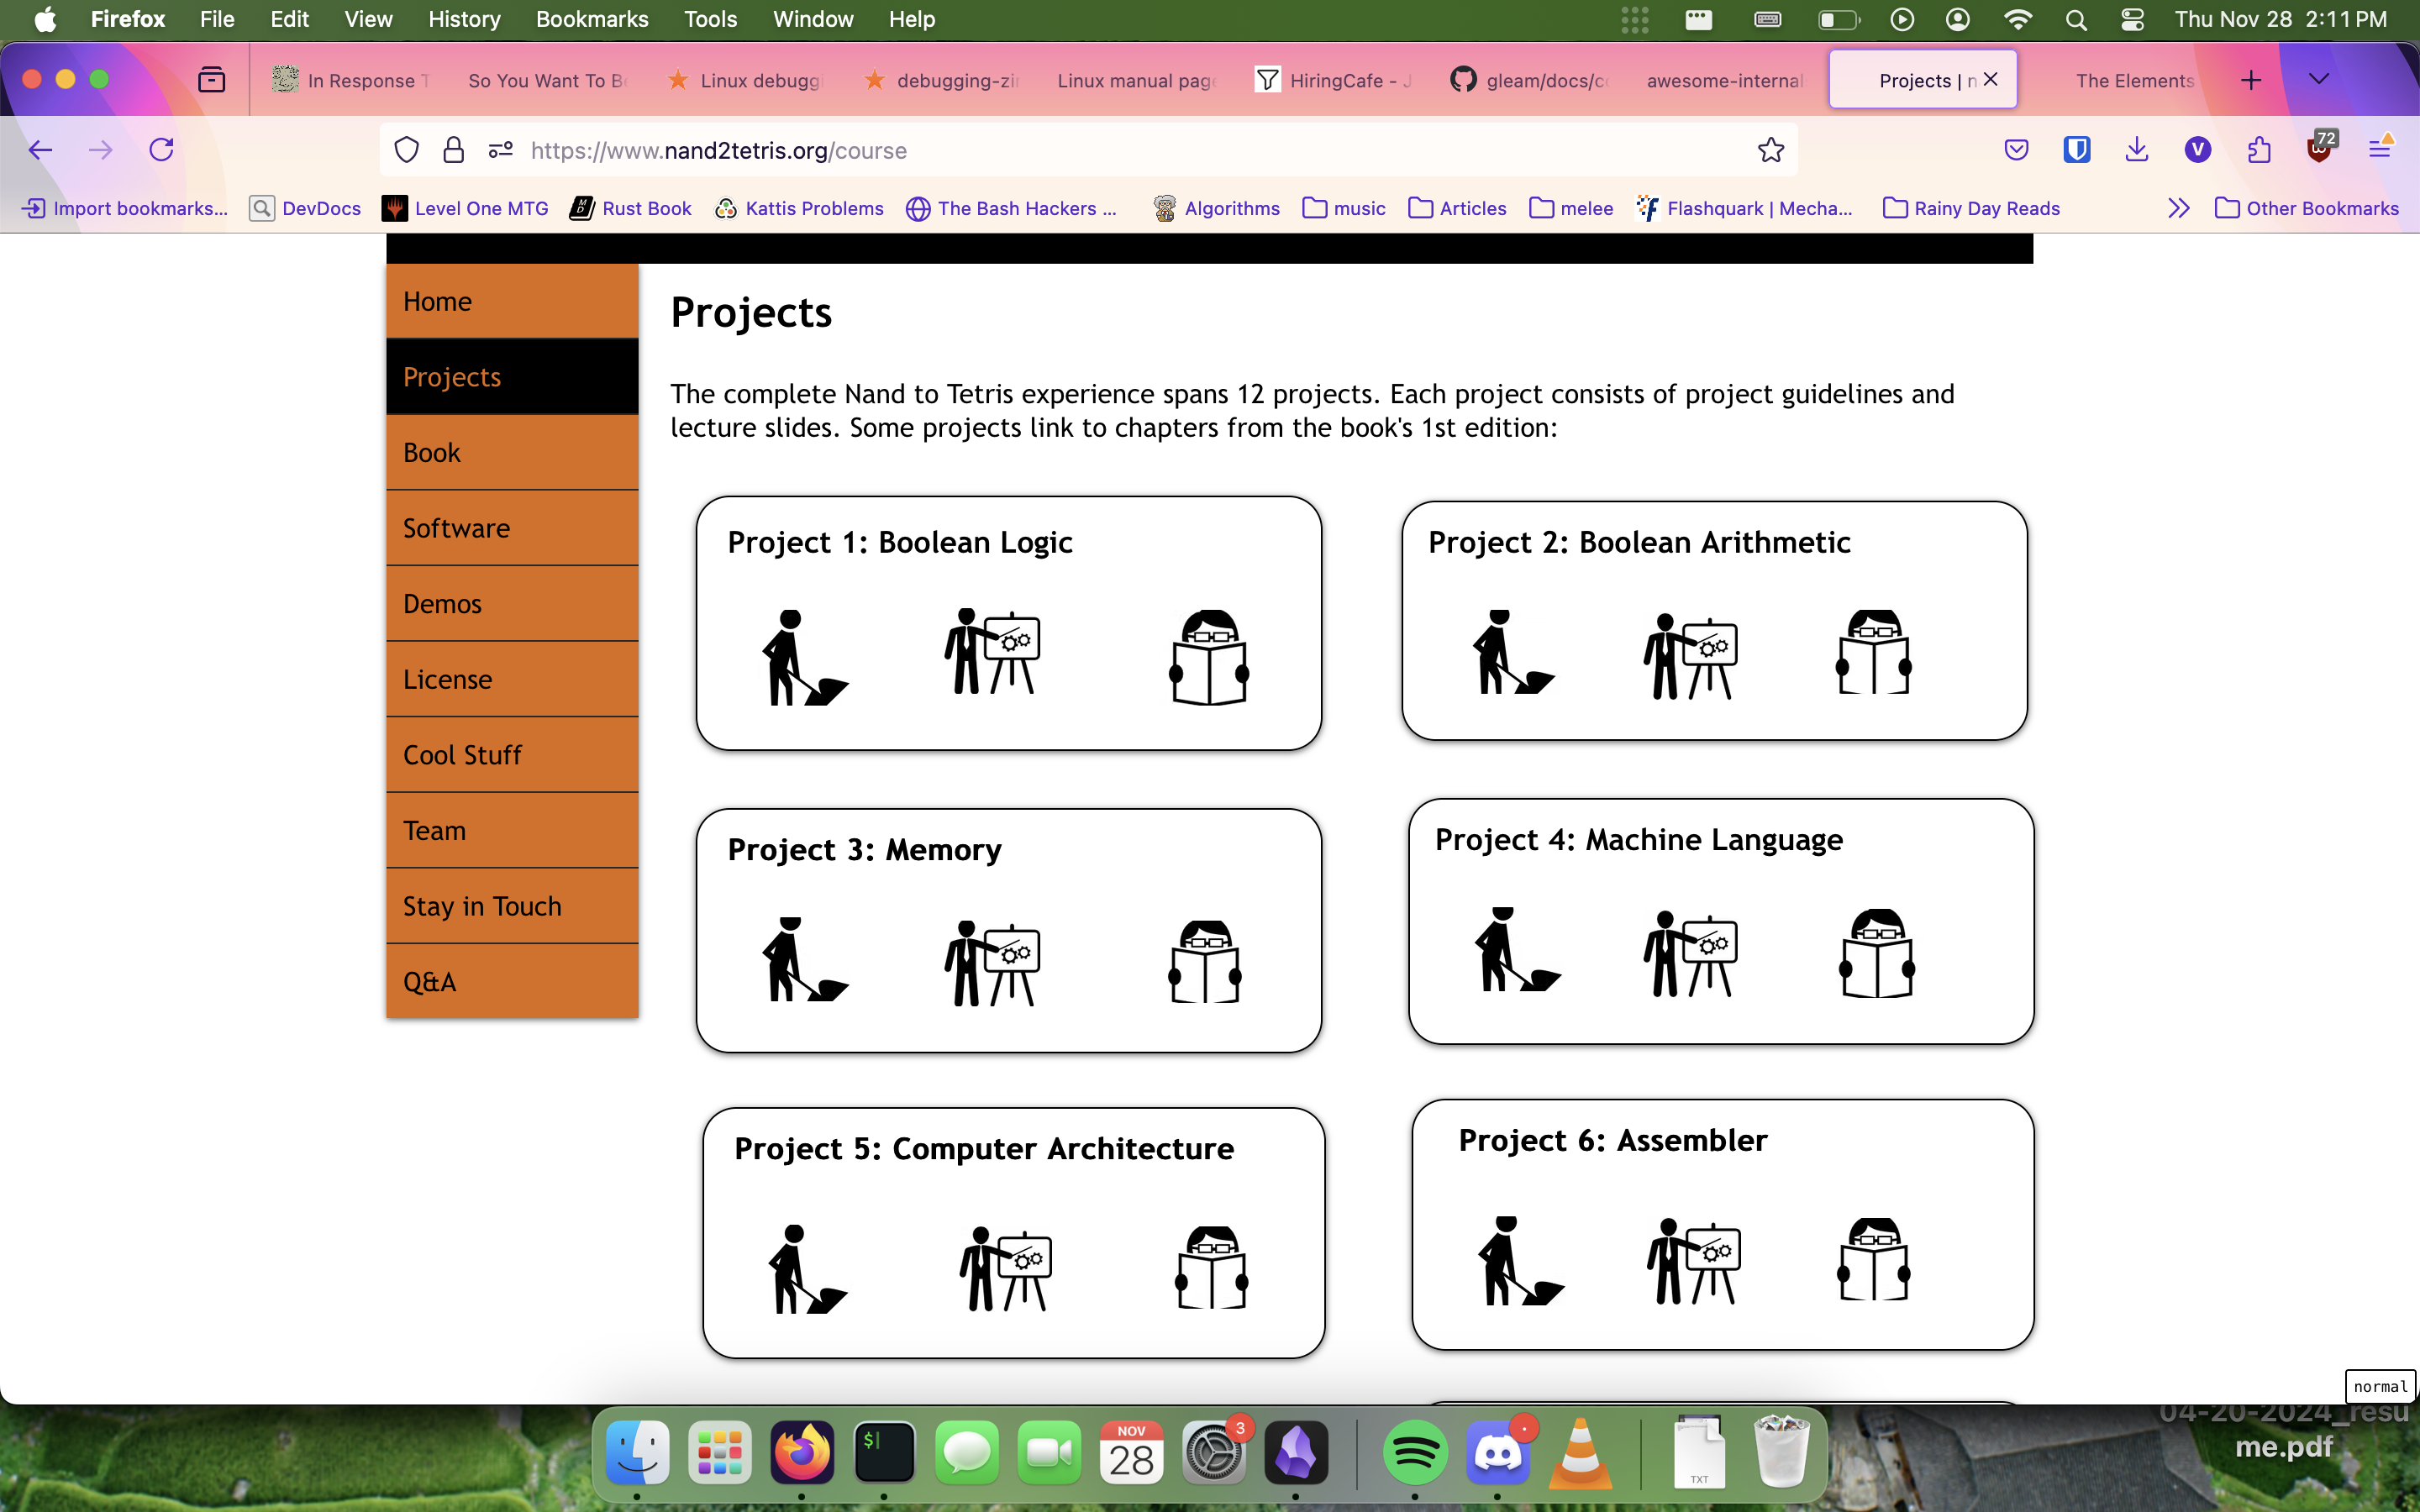 Firefox File Edit View History Bookmarks Tools Window Help Thu Nov 28 2:11 PM
In Response T So You Want To Be Linux debuggi debugging-zin Linux manual page HiringCafe - J gleam/docs/co awesome-internal Projects | n The Elements
https://www.nand2tetris.org/course V 72
Import bookmarks... DevDocs Level One MTG Rust Book Kattis Problems The Bash Hackers ... Algorithms music Articles melee Flashquark | Mecha... Rainy Day Reads Other Bookmarks
Home
Projects
Book
Software
Demos
License
Cool Stuff
Team
Stay in Touch
Q&A
Projects
The complete Nand to Tetris experience spans 12 projects. Each project consists of project guidelines and
lecture slides. Some projects link to chapters from the book's 1st edition:
Project 1: Boolean Logic
Project 2: Boolean Arithmetic
Project 3: Memory
Project 4: Machine Language
Project 5: Computer Architecture
Project 6: Assembler
normal
04-20-2024_resu
me.pdf
$
NOV
28
3
TXT